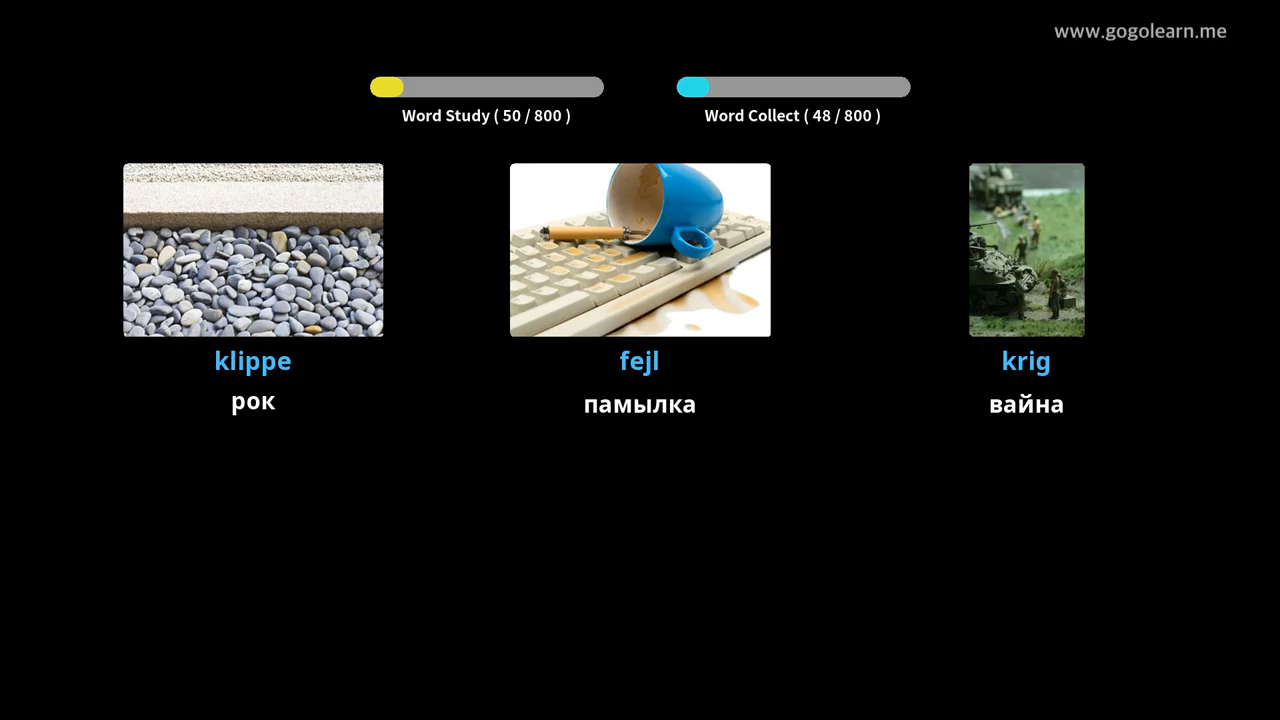 www.gogolearn.me
Word Study ( 50 / 800 )
Word Collect ( 48 / 800 )
klippe
рок
fejl
памылка
krig
вайна